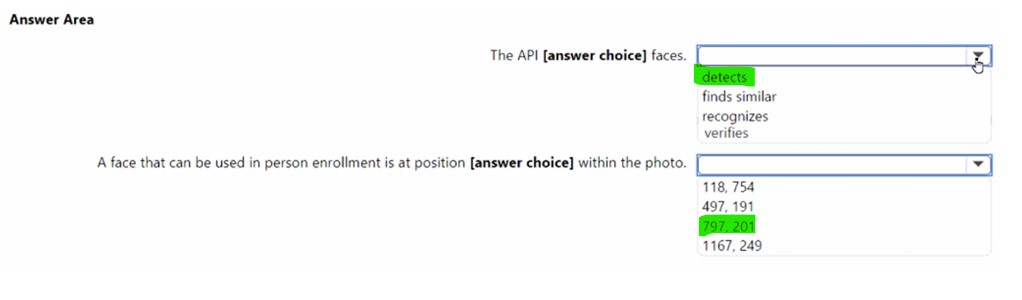 Answer Area
The API [answer choice] faces.
detects
finds similar
recognizes
verifies
A face that can be used in person enrollment is at position [answer choice] within the photo.
118, 754
497, 191
797, 201
1167, 249